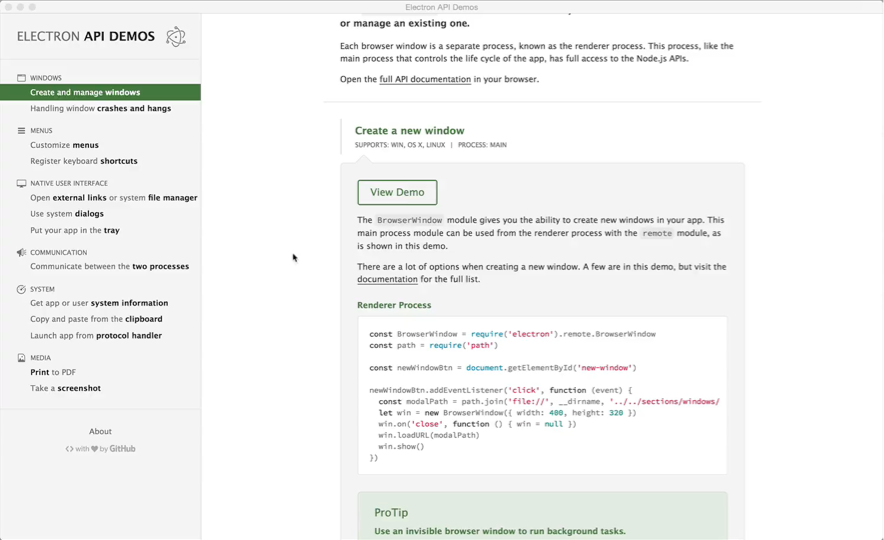 Electron API Demos
ELECTRON API DEMOS
WINDOWS
Create and manage windows
Handling window crashes and hangs
MENUS
Customize menus
Register keyboard shortcuts
NATIVE USER INTERFACE
Open external links or system file manager
Use system dialogs
Put your app in the tray
COMMUNICATION
Communicate between the two processes
SYSTEM
Get app or user system information
Copy and paste from the clipboard
Launch app from protocol handler
MEDIA
Print to PDF
Take a screenshot
About
with by GitHub
or manage an existing one.
Each browser window is a separate process, known as the renderer process. This process, like the
main process that controls the life cycle of the app, has full access to the Node.js APIs.
Open the full API documentation in your browser.
Create a new window
SUPPORTS: WIN, OS X, LINUX | PROCESS: MAIN
View Demo
The BrowserWindow module gives you the ability to create new windows in your app. This
main process module can be used from the renderer process with the remote module, as
is shown in this demo.
There are a lot of options when creating a new window. A few are in this demo, but visit the
documentation for the full list.
Renderer Process
const BrowserWindow = require('electron').remote.BrowserWindow
const path = require('path')
const newWindowBtn = document.getElementById('new-window')
newWindowBtn.addEventListener('click', function (event) {
const modalPath = path.join('file://', __dirname, '../../sections/windows/
let win = new BrowserWindow({ width: 400, height: 320 })
win.on('close', function () { win = null })
win.loadURL(modalPath)
win.show()
})
ProTip
Use an invisible browser window to run background tasks.